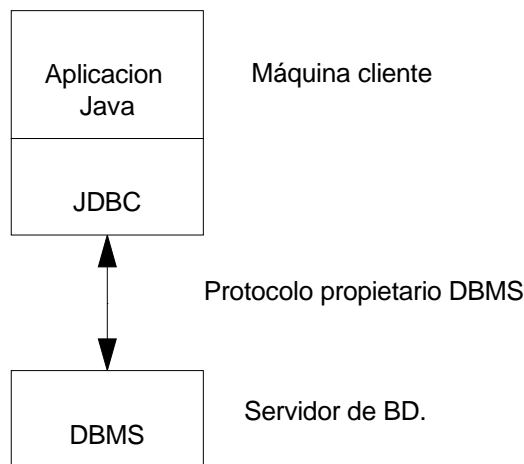 Aplicacion
Java
Máquina cliente
JDBC
Protocolo propietario DBMS
Servidor de BD.
DBMS